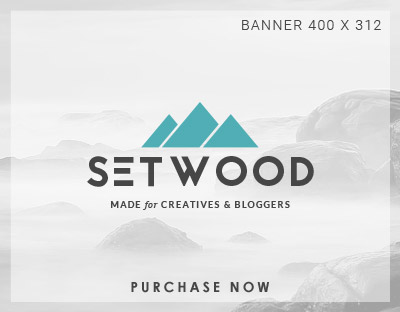 BANNER 400 X 312
SETWOOD
MADE for CREATIVES & BLOGGERS
PURCHASE NOW